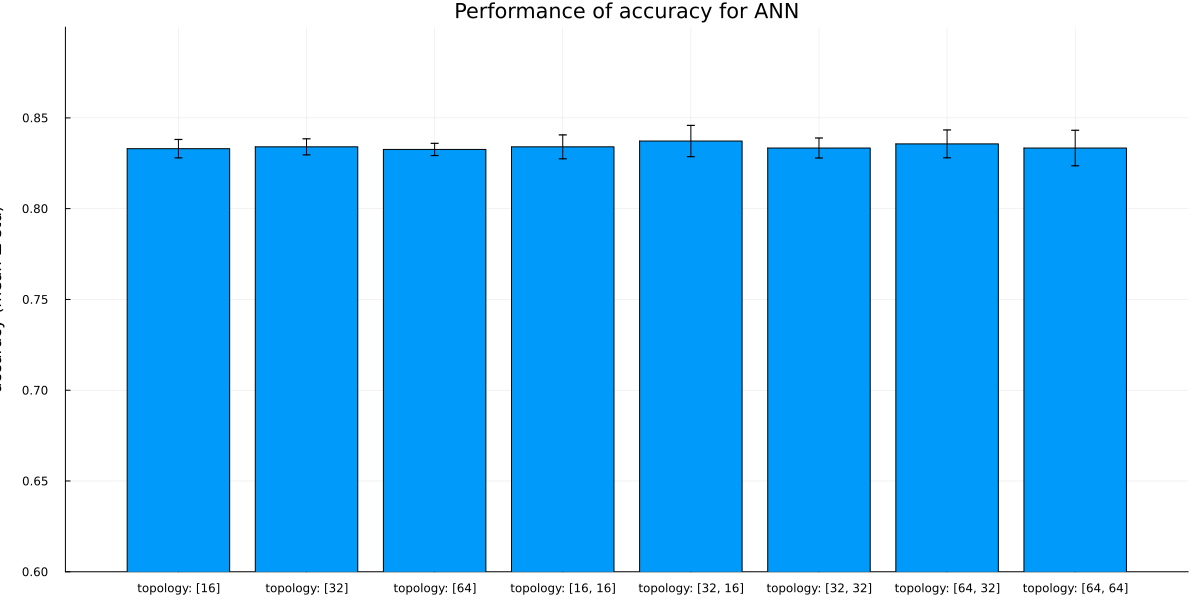 Performance of accuracy for ANN
0.85
0.80
0.75
0.70
0.65
0.60
topology: [16]
topology: [32]
topology: [64]
topology: [16, 16]
topology: [32, 16]
topology: [32, 32]
topology: [64, 32]
topology: [64, 64]